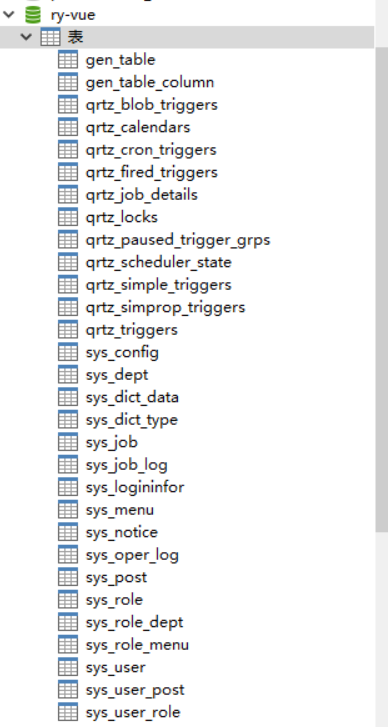 ry-vue
表
gen_table
gen_table_column
qrtz_blob_triggers
qrtz_calendars
qrtz_cron_triggers
qrtz_fired_triggers
qrtz_job_details
qrtz_locks
qrtz_paused_trigger_grps
qrtz_scheduler_state
qrtz_simple_triggers
qrtz_simprop_triggers
qrtz_triggers
sys_config
sys_dept
sys_dict_data
sys_dict_type
sys_job
sys_job_log
sys_logininfor
sys_menu
sys_notice
sys_oper_log
sys_post
sys_role
sys_role_dept
sys_role_menu
sys_user
sys_user_post
sys_user_role